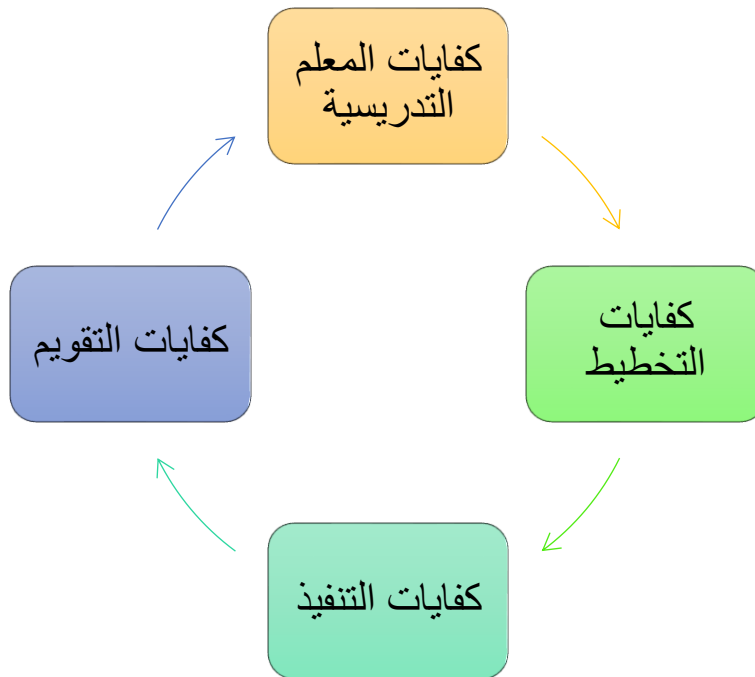 كفايات المعلم
التدريسية
كفايات
التخطيط
كفايات التنفيذ
كفايات التقويم